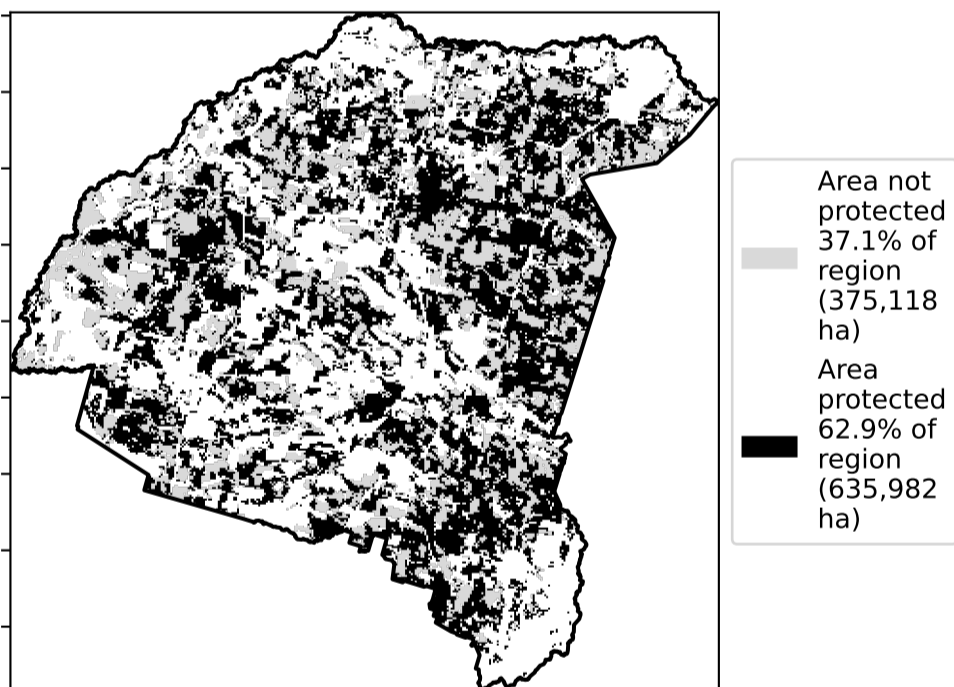 Area not
protected
37.1% of
region
(375,118
ha)
Area
protected
62.9% of
region
(635,982
ha)